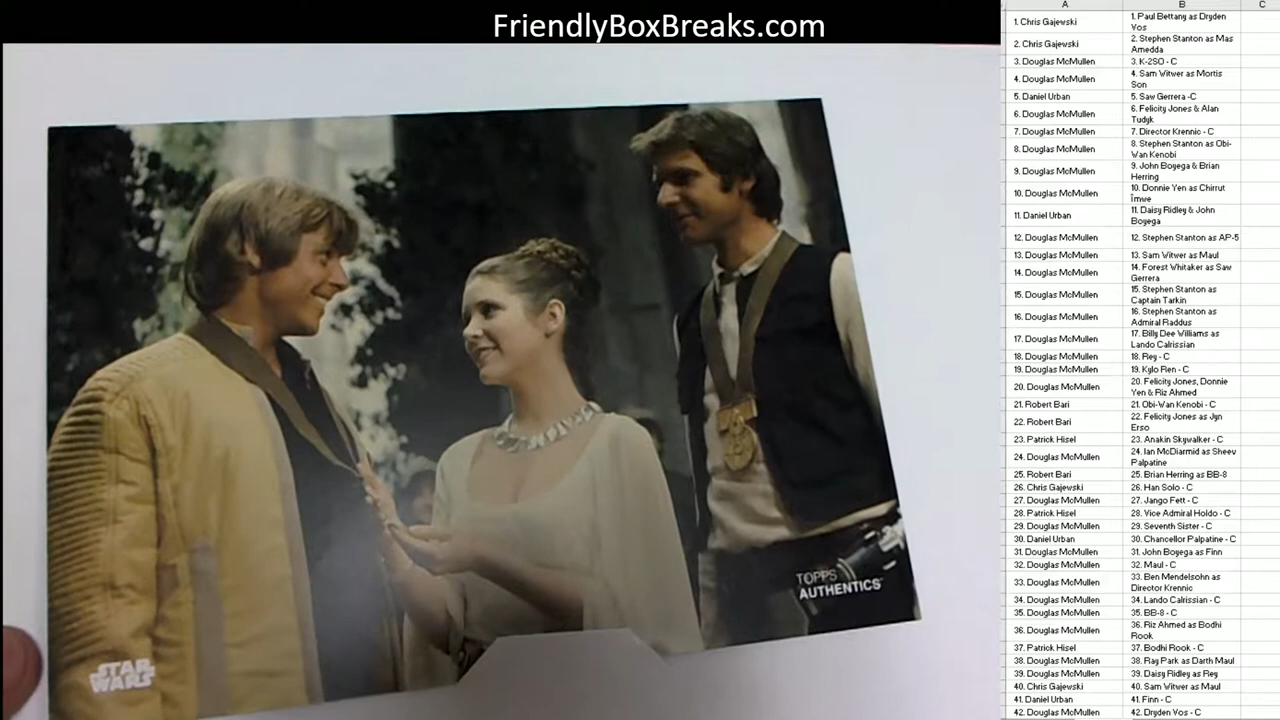 FriendlyBoxBreaks.com
TOPPS
AUTHENTICS
STAR
WARS
A B C
1. Chris Gajewski 1. Paul Bettany as Dryden
Vos
2. Chris Gajewski 2. Stephen Stanton as Mas
Amedda
3. Douglas McMullen 3. K-2SO - C
4. Douglas McMullen 4. Sam Witwer as Mortis
Son
5. Daniel Urban 5. Saw Gerrera -C
6. Douglas McMullen 6. Felicity Jones & Alan
Tudyk
7. Douglas McMullen 7. Director Krennic - C
8. Douglas McMullen 8. Stephen Stanton as Obi-
Wan Kenobi
9. Douglas McMullen 9. John Boyega & Brian
Herring
10. Douglas McMullen 10. Donnie Yen as Chirrut
Îmwe
11. Daniel Urban 11. Daisy Ridley & John
Boyega
12. Douglas McMullen 12. Stephen Stanton as AP-5
13. Douglas McMullen 13. Sam Witwer as Maul
14. Douglas McMullen 14. Forest Whitaker as Saw
Gerrera
15. Douglas McMullen 15. Stephen Stanton as
Captain Tarkin
16. Douglas McMullen 16. Stephen Stanton as
Admiral Raddus
17. Douglas McMullen 17. Billy Dee Williams as
Lando Calrissian
18. Douglas McMullen 18. Rey - C
19. Douglas McMullen 19. Kylo Ren - C
20. Douglas McMullen 20. Felicity Jones, Donnie
Yen & Riz Ahmed
21. Robert Bari 21. Obi-Wan Kenobi - C
22. Robert Bari 22. Felicity Jones as Jyn
Erso
23. Patrick Hisel 23. Anakin Skywalker - C
24. Douglas McMullen 24. Ian McDiarmid as Sheev
Palpatine
25. Robert Bari 25. Brian Herring as BB-8
26. Chris Gajewski 26. Han Solo - C
27. Douglas McMullen 27. Jango Fett - C
28. Patrick Hisel 28. Vice Admiral Holdo - C
29. Douglas McMullen 29. Seventh Sister - C
30. Daniel Urban 30. Chancellor Palpatine - C
31. Douglas McMullen 31. John Boyega as Finn
32. Douglas McMullen 32. Maul - C
33. Douglas McMullen 33. Ben Mendelsohn as
Director Krennic
34. Douglas McMullen 34. Lando Calrissian - C
35. Douglas McMullen 35. BB-8 - C
36. Douglas McMullen 36. Riz Ahmed as Bodhi
Rook
37. Patrick Hisel 37. Bodhi Rook - C
38. Douglas McMullen 38. Ray Park as Darth Maul
39. Douglas McMullen 39. Daisy Ridley as Rey
40. Chris Gajewski 40. Sam Witwer as Maul
41. Daniel Urban 41. Finn - C
42. Douglas McMullen 42. Dryden Vos - C